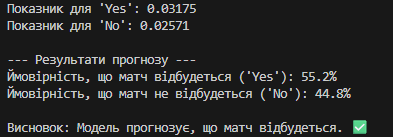 Показник для 'Yes': 0.03175
Показник для 'No': 0.02571
--- Результати прогнозу ---
Ймовірність, що матч відбудеться ('Yes'): 55.2%
Ймовірність, що матч не відбудеться ('No'): 44.8%
Висновок: Модель прогнозує, що матч відбудеться. ✅